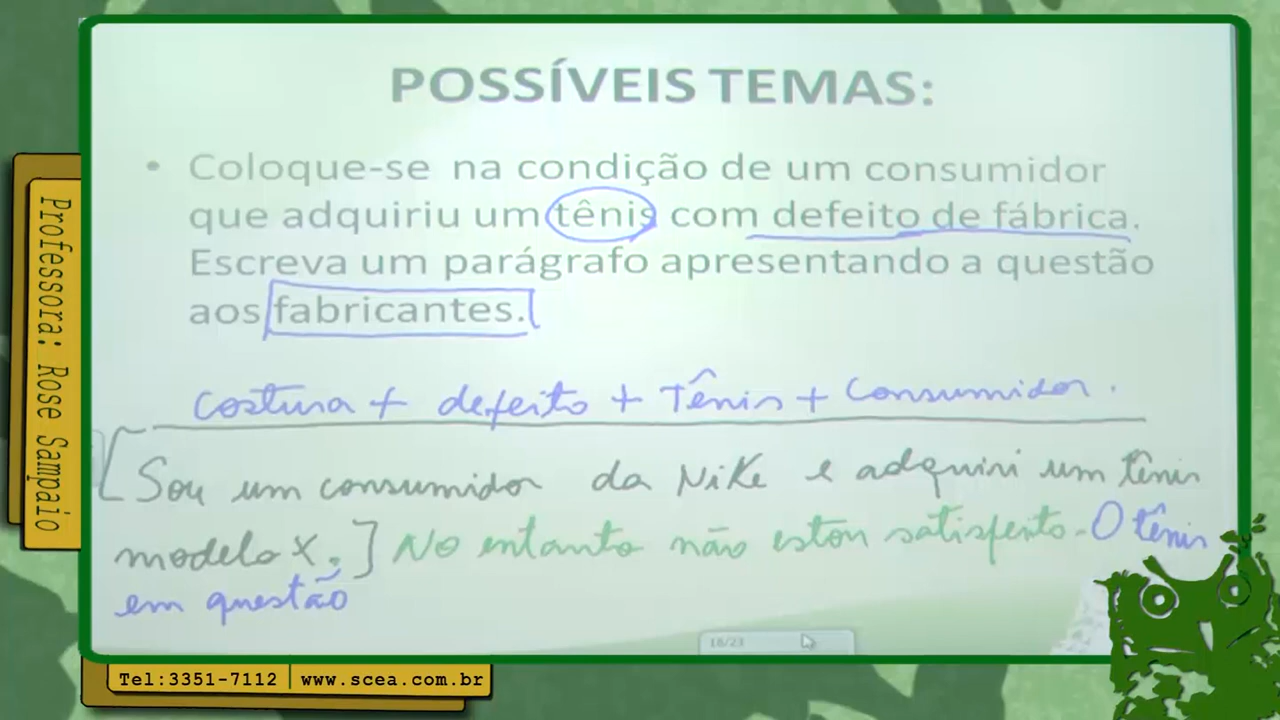 POSSÍVEIS TEMAS:
• Coloque-se na condição de um consumidor
que adquiriu um tênis com defeito de fábrica.
Escreva um parágrafo apresentando a questão
aos fabricantes.
costura + defeito + Tênis + Consumidor.
[Sou um consumidor da Nike e adquiri um tênis
modelo X.] No entanto não estou satisfeito. O tênis
em questão
18/23
Professora: Rose Sampaio
Tel:3351-7112 | www.scea.com.br